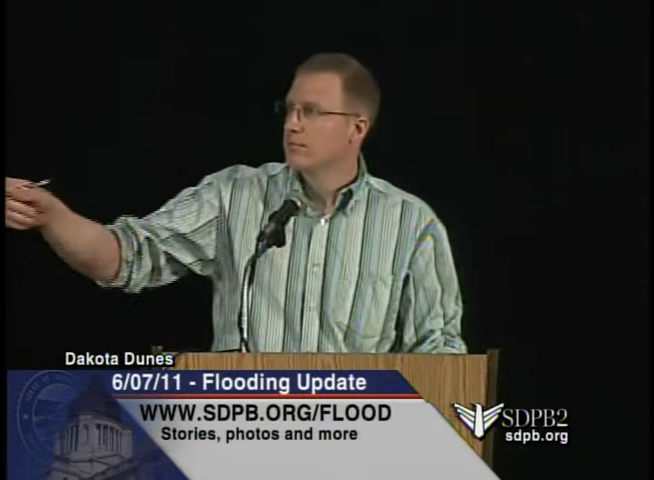 Dakota Dunes
6/07/11 - Flooding Update
WWW.SDPB.ORG/FLOOD
Stories, photos and more
SDPB2
sdpb.org